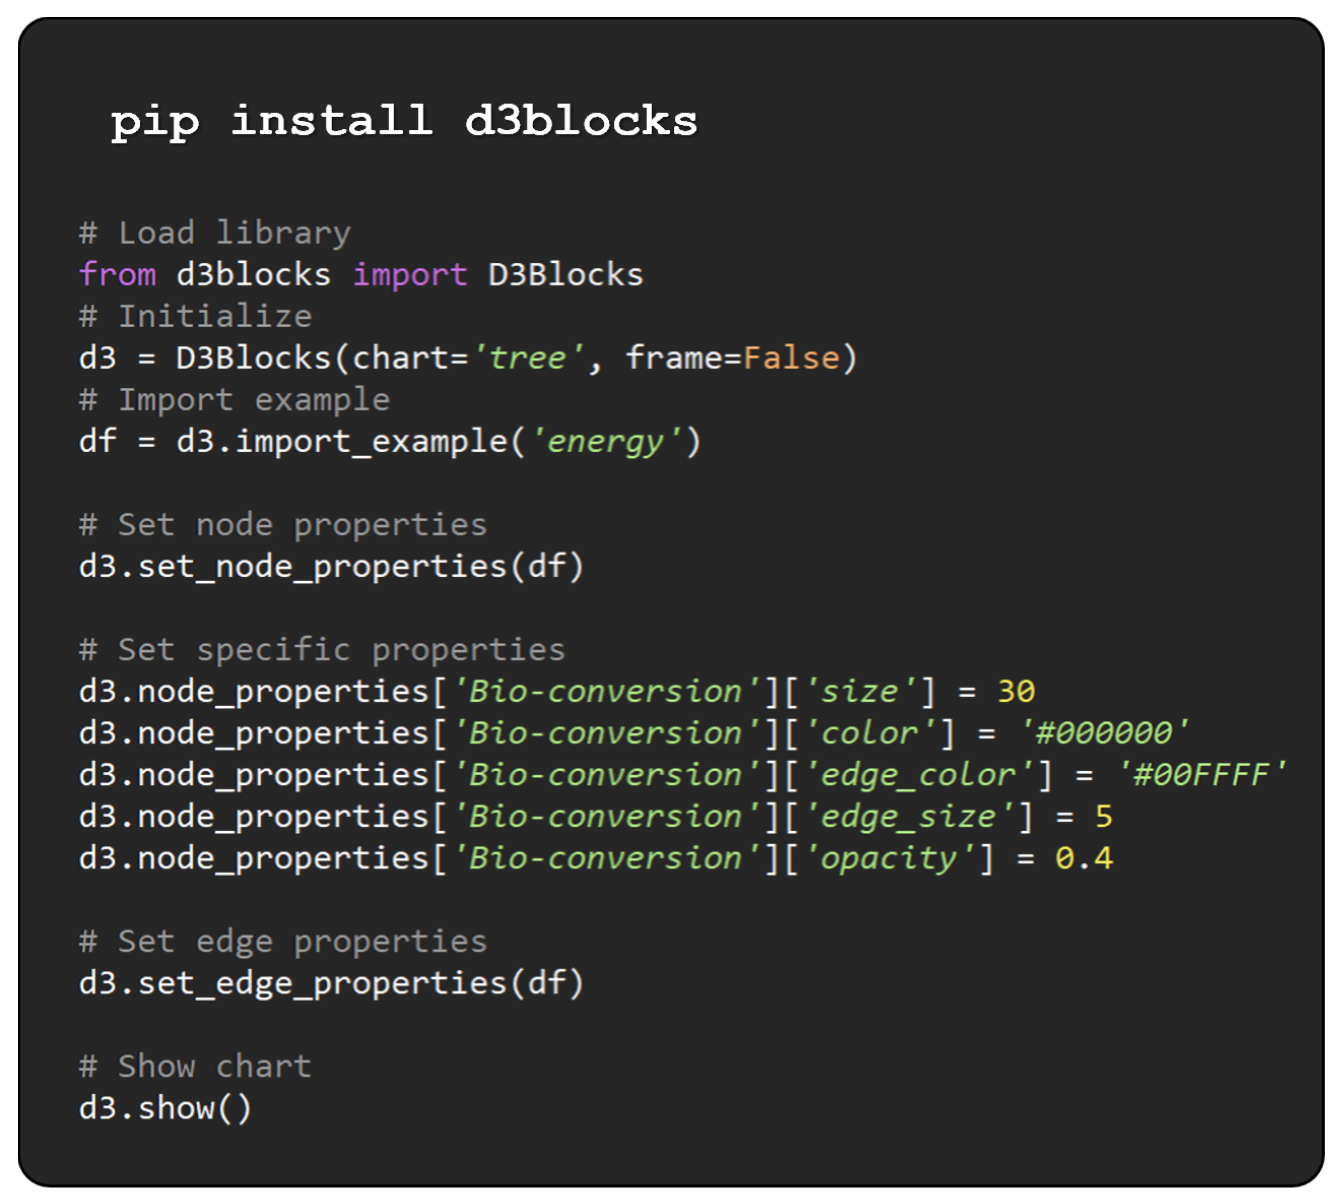 pip install d3blocks
# Load library
from d3blocks import D3Blocks
# Initialize
d3 = D3Blocks(chart='tree', frame=False)
# Import example
df = d3.import_example('energy')
# Set node properties
d3.set_node_properties(df)
# Set specific properties
d3.node_properties['Bio-conversion']['size'] = 30
d3.node_properties['Bio-conversion']['color'] = '#000000'
d3.node_properties['Bio-conversion']['edge_color'] = '#00FFFF'
d3.node_properties['Bio-conversion']['edge_size'] = 5
d3.node_properties['Bio-conversion']['opacity'] = 0.4
# Set edge properties
d3.set_edge_properties(df)
# Show chart
d3.show()